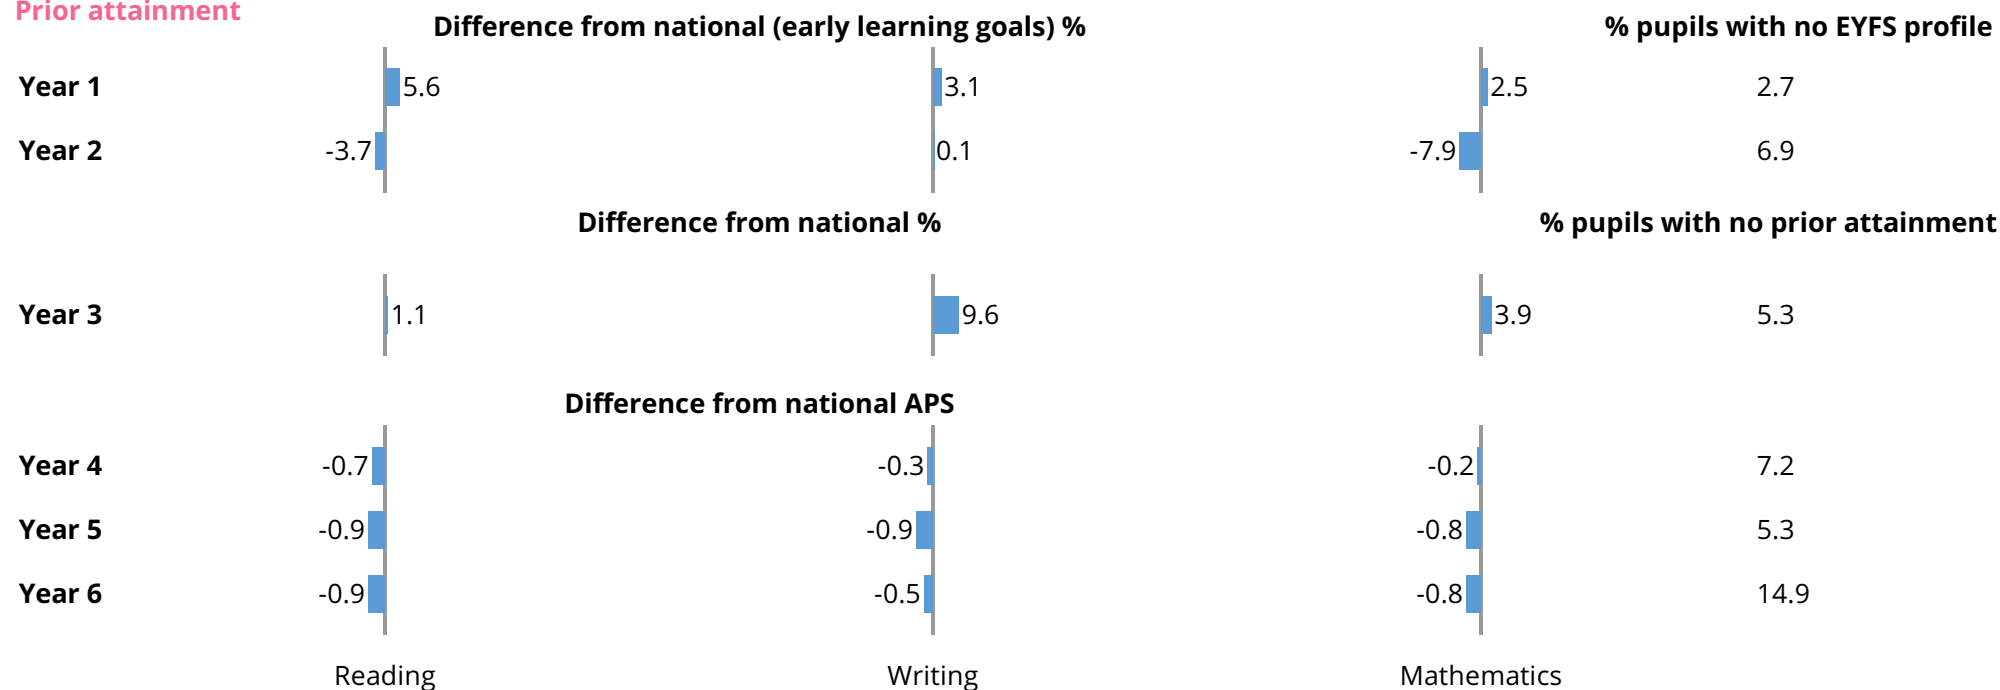 Prior attainment
Difference from national (early learning goals) % % pupils with no EYFS profile
Year 1 5.6 3.1 2.5 2.7
Year 2 -3.7 0.1 -7.9 6.9
Difference from national % % pupils with no prior attainment
Year 3 1.1 9.6 3.9 5.3
Difference from national APS
Year 4 -0.7 -0.3 -0.2 7.2
Year 5 -0.9 -0.9 -0.8 5.3
Year 6 -0.9 -0.5 -0.8 14.9
Reading Writing Mathematics